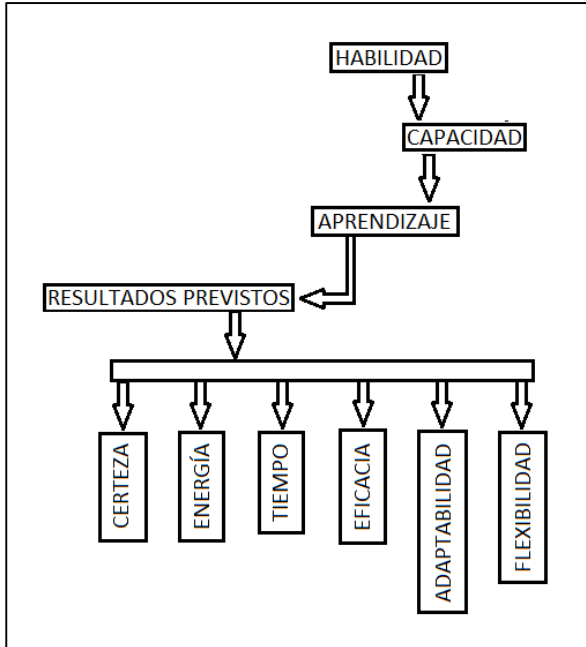 HABILIDAD
CAPACIDAD
APRENDIZAJE
RESULTADOS PREVISTOS
CERTEZA
ENERGÍA
TIEMPO
EFICACIA
ADAPTABILIDAD
FLEXIBILIDAD